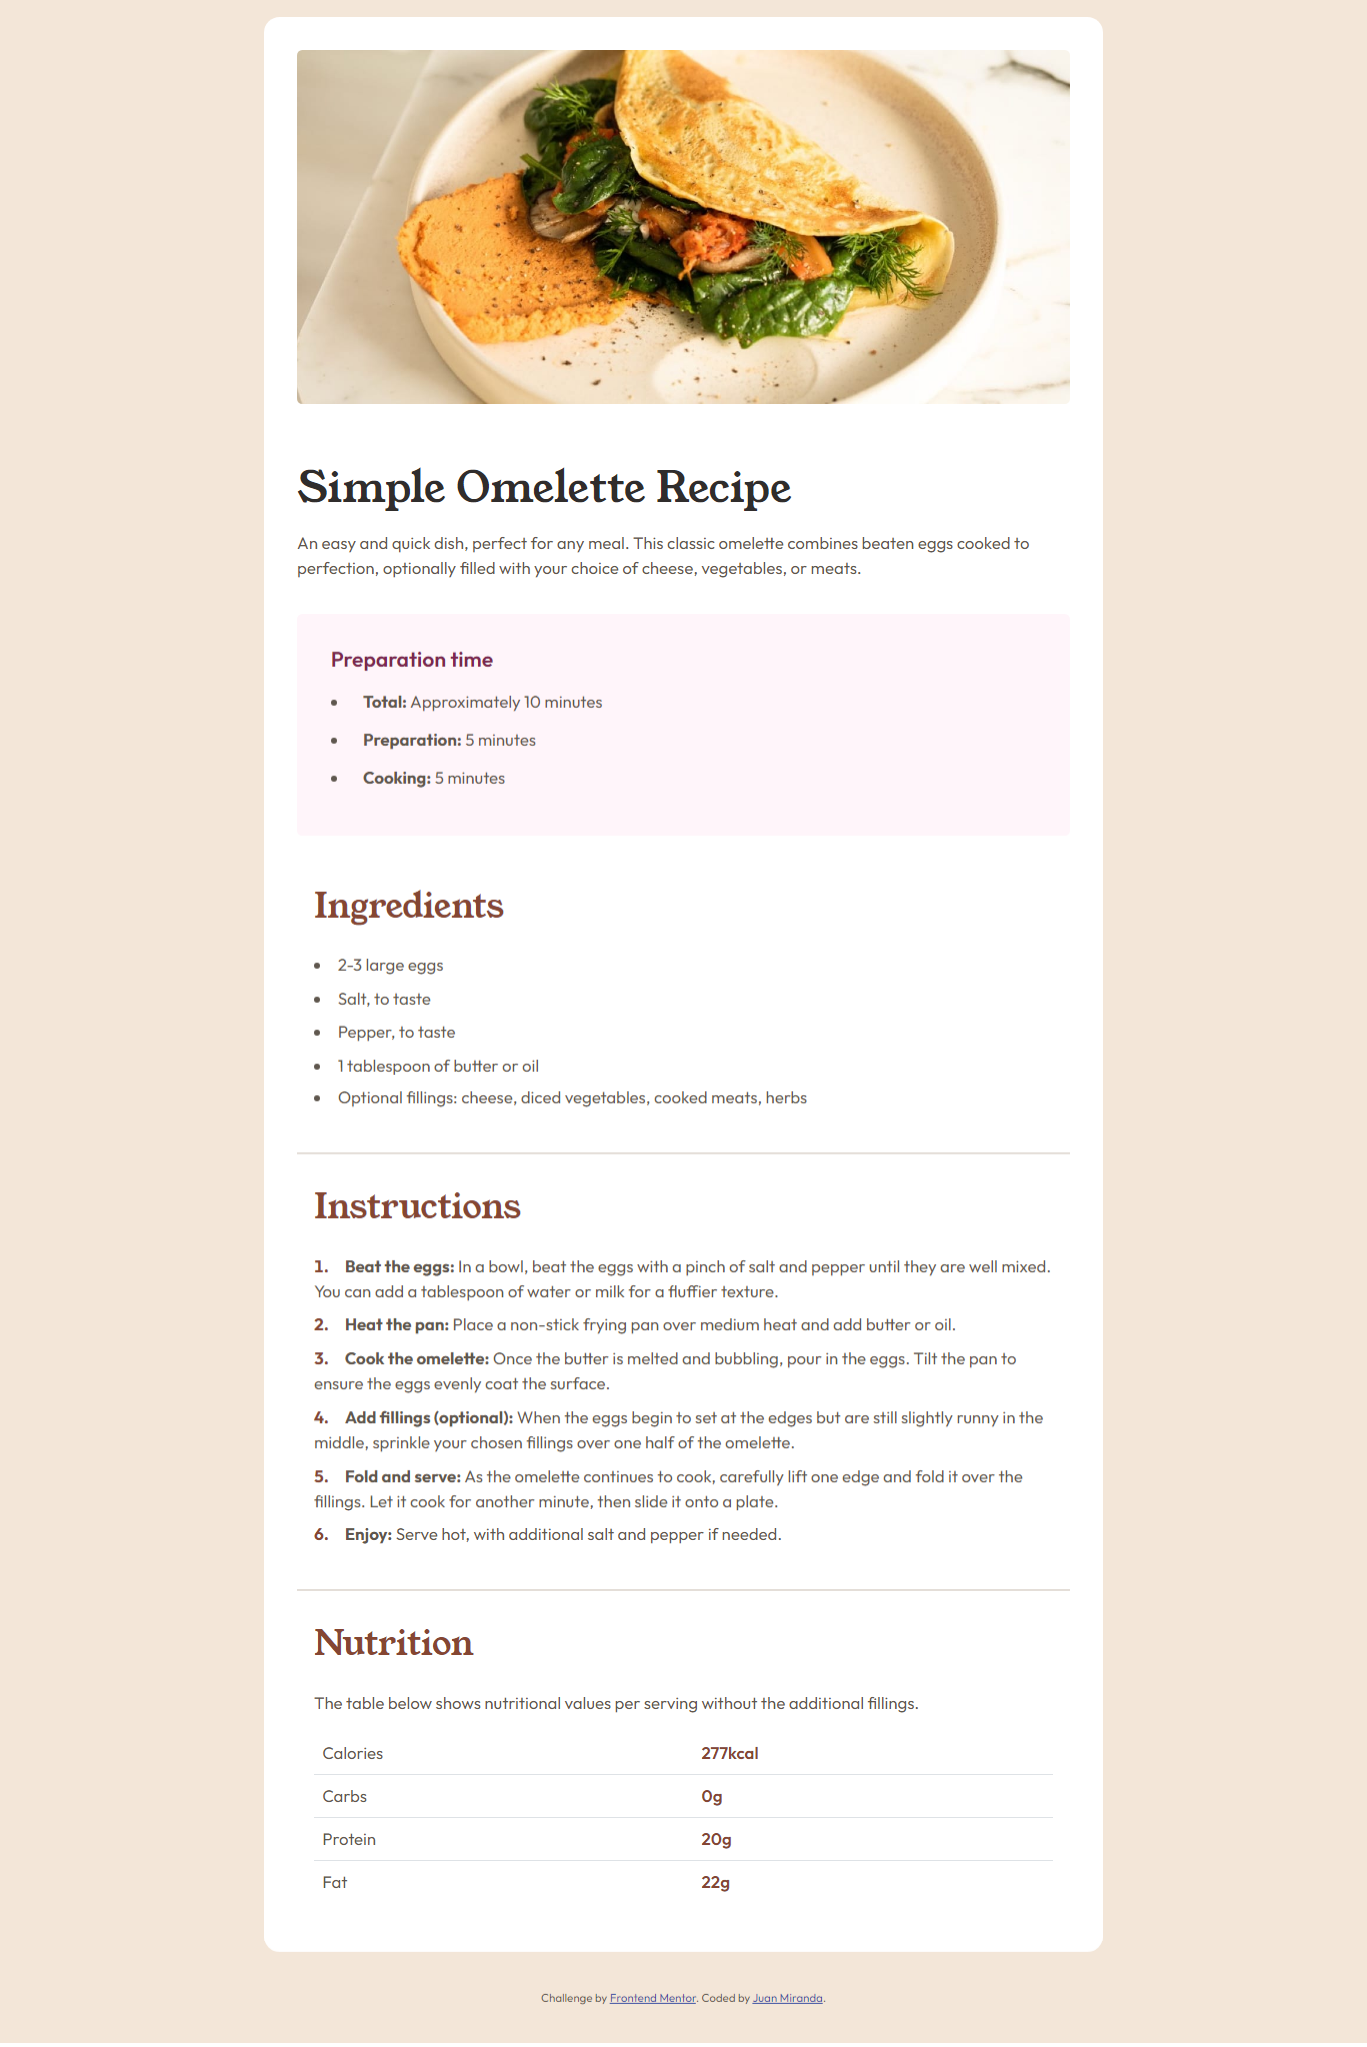 Simple Omelette Recipe
An easy and quick dish, perfect for any meal. This classic omelette combines beaten eggs cooked to
perfection, optionally filled with your choice of cheese, vegetables, or meats.
Preparation time
• Total: Approximately 10 minutes
• Preparation: 5 minutes
• Cooking: 5 minutes
Ingredients
• 2-3 large eggs
• Salt, to taste
• Pepper, to taste
• 1 tablespoon of butter or oil
• Optional fillings: cheese, diced vegetables, cooked meats, herbs
Instructions
1. Beat the eggs: In a bowl, beat the eggs with a pinch of salt and pepper until they are well mixed.
You can add a tablespoon of water or milk for a fluffier texture.
2. Heat the pan: Place a non-stick frying pan over medium heat and add butter or oil.
3. Cook the omelette: Once the butter is melted and bubbling, pour in the eggs. Tilt the pan to
ensure the eggs evenly coat the surface.
4. Add fillings (optional): When the eggs begin to set at the edges but are still slightly runny in the
middle, sprinkle your chosen fillings over one half of the omelette.
5. Fold and serve: As the omelette continues to cook, carefully lift one edge and fold it over the
fillings. Let it cook for another minute, then slide it onto a plate.
6. Enjoy: Serve hot, with additional salt and pepper if needed.
Nutrition
The table below shows nutritional values per serving without the additional fillings.
Calories 277kcal
Carbs 0g
Protein 20g
Fat 22g
Challenge by Frontend Mentor. Coded by Juan Miranda.